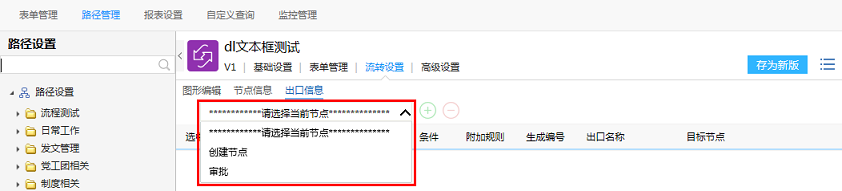 表单管理 路径管理 报表设置 自定义查询 监控管理
路径设置
路径设置
流程测试
日常工作
发文管理
党工团相关
制度相关
dl文本框测试
V1 | 基础设置 | 表单管理 | 流转设置 | 高级设置
存为新版
图形编辑 节点信息 出口信息
************请选择当前节点**************
************请选择当前节点**************
创建节点
审批
条件 附加规则 生成编号 出口名称 目标节点